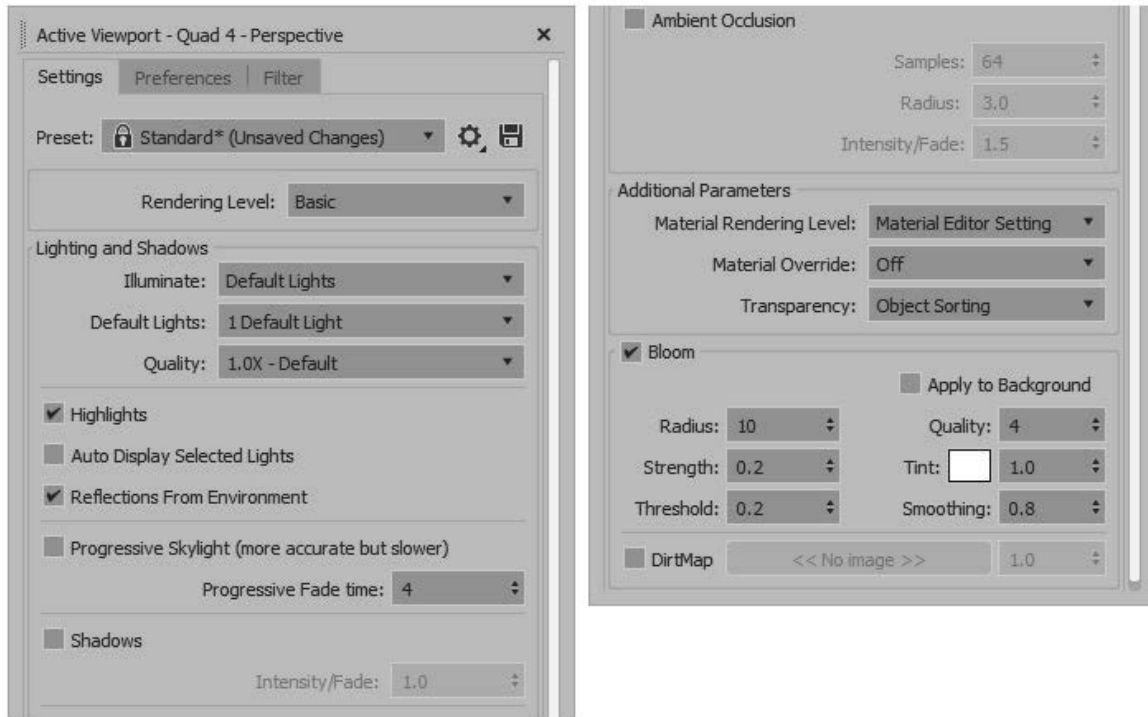 Active Viewport - Quad 4 - Perspective
Settings Preferences Filter
Preset: Standard* (Unsaved Changes)
Rendering Level: Basic
Lighting and Shadows
Illuminate: Default Lights
Default Lights: 1 Default Light
Quality: 1.0X - Default
Highlights
Auto Display Selected Lights
Reflections From Environment
Progressive Skylight (more accurate but slower)
Progressive Fade time: 4
Shadows
Intensity/Fade: 1.0
Ambient Occlusion
Samples: 64
Radius: 3.0
Intensity/Fade: 1.5
Additional Parameters
Material Rendering Level: Material Editor Setting
Material Override: Off
Transparency: Object Sorting
Bloom
Apply to Background
Radius: 10 Quality: 4
Strength: 0.2 Tint: 1.0
Threshold: 0.2 Smoothing: 0.8
DirtMap << No image >> 1.0